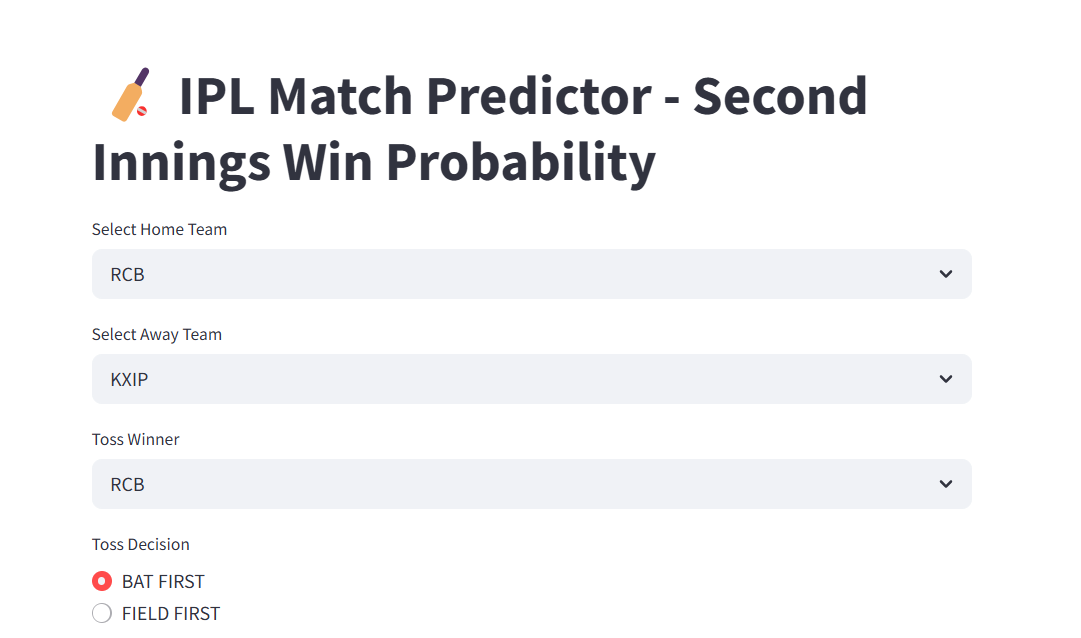 IPL Match Predictor - Second
Innings Win Probability
Select Home Team
RCB
Select Away Team
KXIP
Toss Winner
RCB
Toss Decision
BAT FIRST
FIELD FIRST